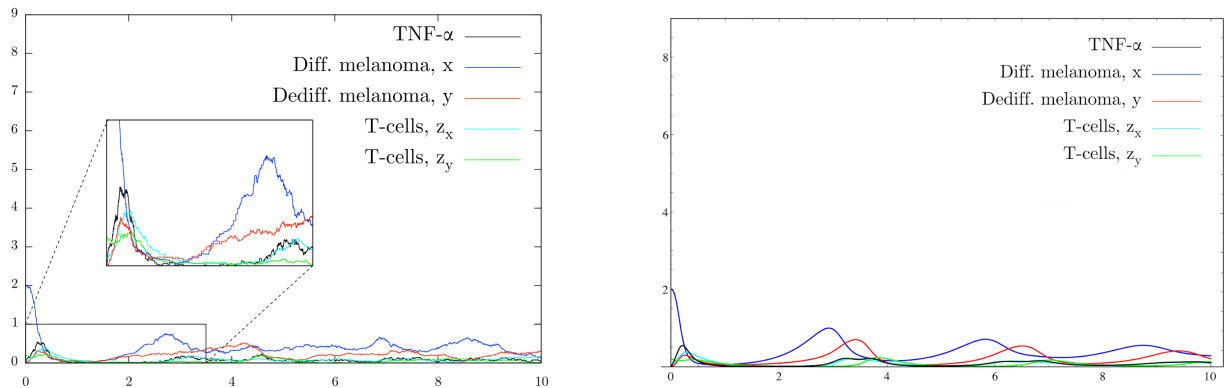 9
8
7
6
5
4
3
2
1
0
0 2 4 6 8 10
TNF-α
Diff. melanoma, x
Dediff. melanoma, y
T-cells, z_x
T-cells, z_y
8
6
4
2
0 2 4 6 8 10
TNF-α
Diff. melanoma, x
Dediff. melanoma, y
T-cells, z_x
T-cells, z_y